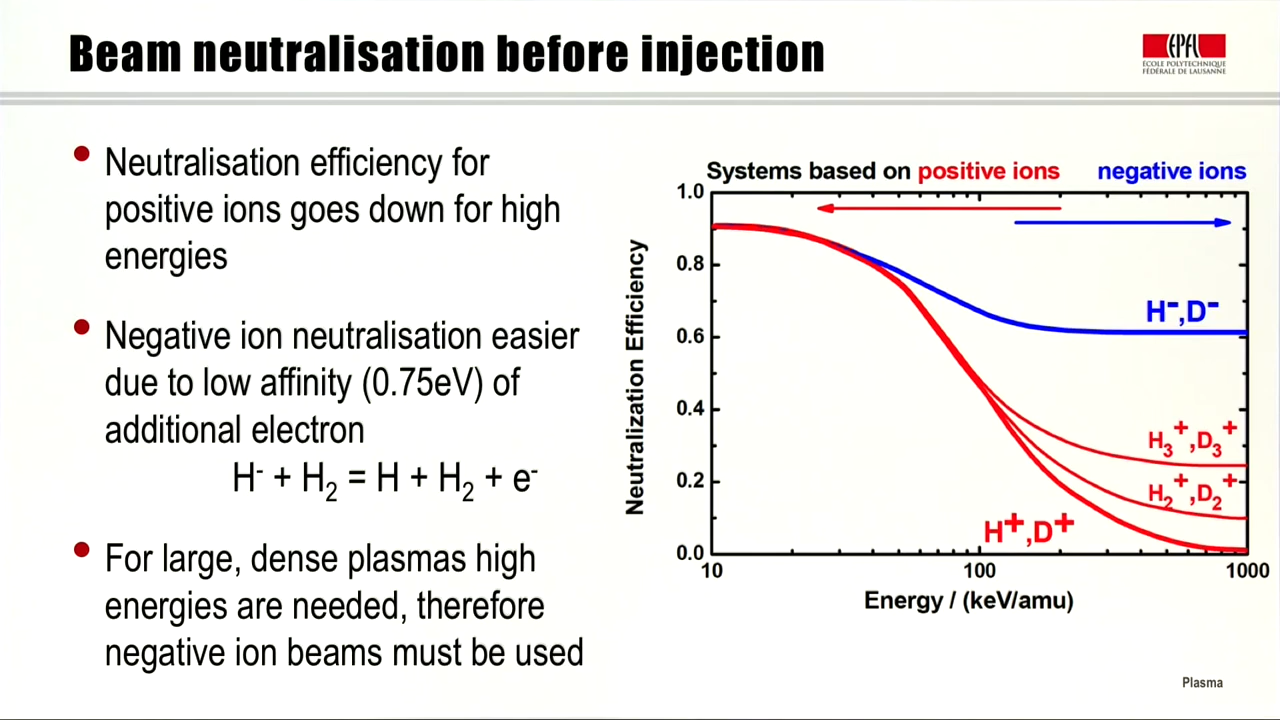 Beam neutralisation before injection
EPFL
ÉCOLE POLYTECHNIQUE
FÉDÉRALE DE LAUSANNE
• Neutralisation efficiency for
positive ions goes down for high
energies
• Negative ion neutralisation easier
due to low affinity (0.75eV) of
additional electron
H⁻ + H₂ = H + H₂ + e⁻
• For large, dense plasmas high
energies are needed, therefore
negative ion beams must be used
Systems based on positive ions negative ions
Neutralization Efficiency
1.0
0.8
0.6
0.4
0.2
0.0
H⁻,D⁻
H₃⁺,D₃⁺
H₂⁺,D₂⁺
H⁺,D⁺
10 100 1000
Energy / (keV/amu)
Plasma